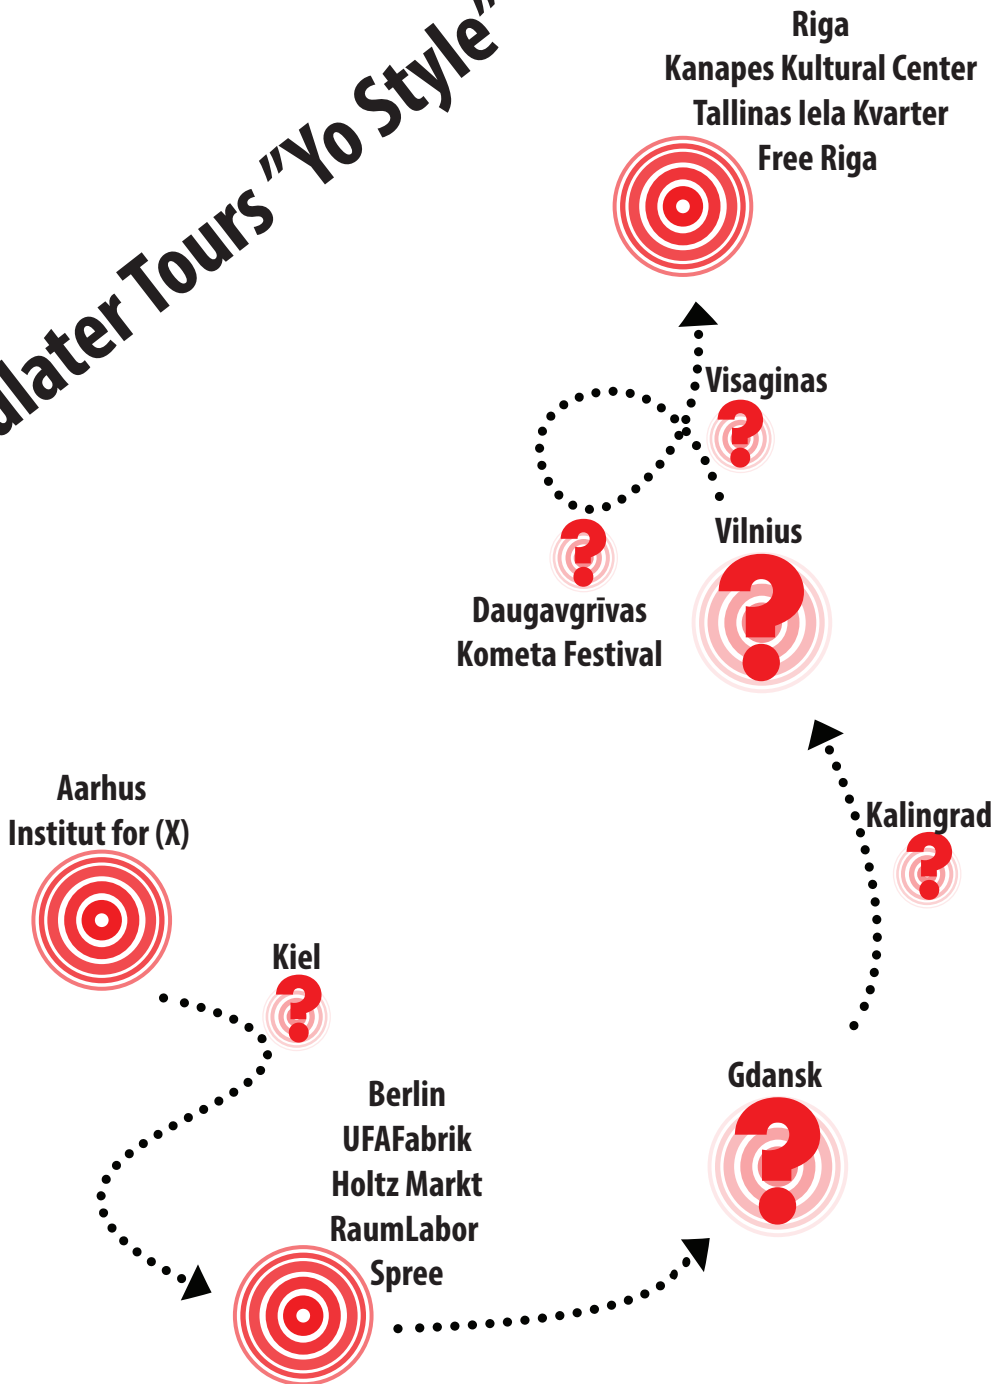 Tours "Yo Style"
Riga
Kanapes Kultural Center
Tallinas Iela Kvarter
Free Riga
Visaginas
?
Vilnius
?
?
Daugavgrīvas
Kometa Festival
Aarhus
Institut for (X)
Kalingrad
?
Kiel
?
Gdansk
?
Berlin
UFAFabrik
Holtz Markt
RaumLabor
Spree